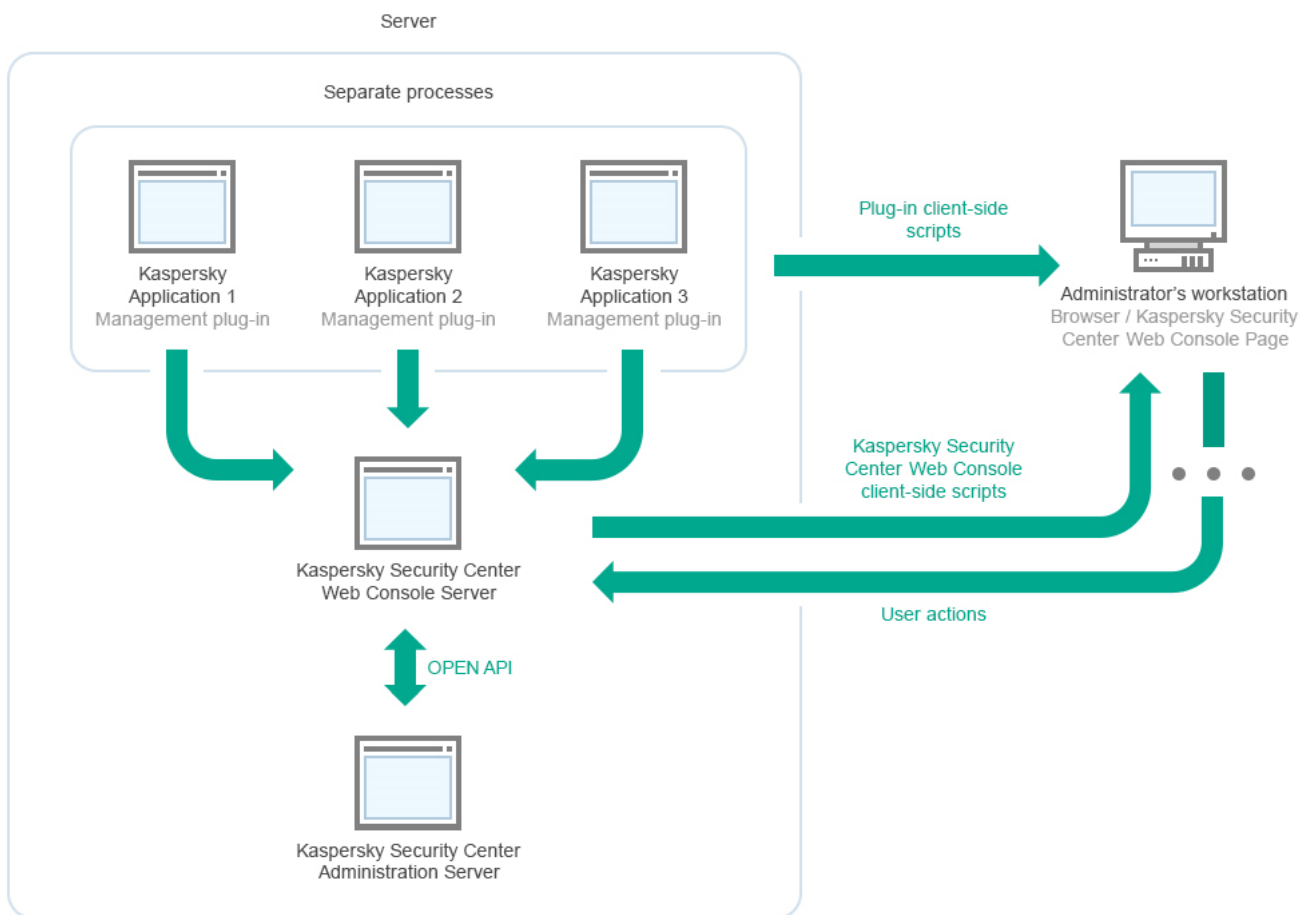 Server
Separate processes
Kaspersky
Application 1
Management plug-in
Kaspersky
Application 2
Management plug-in
Kaspersky
Application 3
Management plug-in
Plug-in client-side
scripts
Administrator's workstation
Browser / Kaspersky Security
Center Web Console Page
Kaspersky Security
Center Web Console
client-side scripts
Kaspersky Security Center
Web Console Server
User actions
OPEN API
Kaspersky Security Center
Administration Server